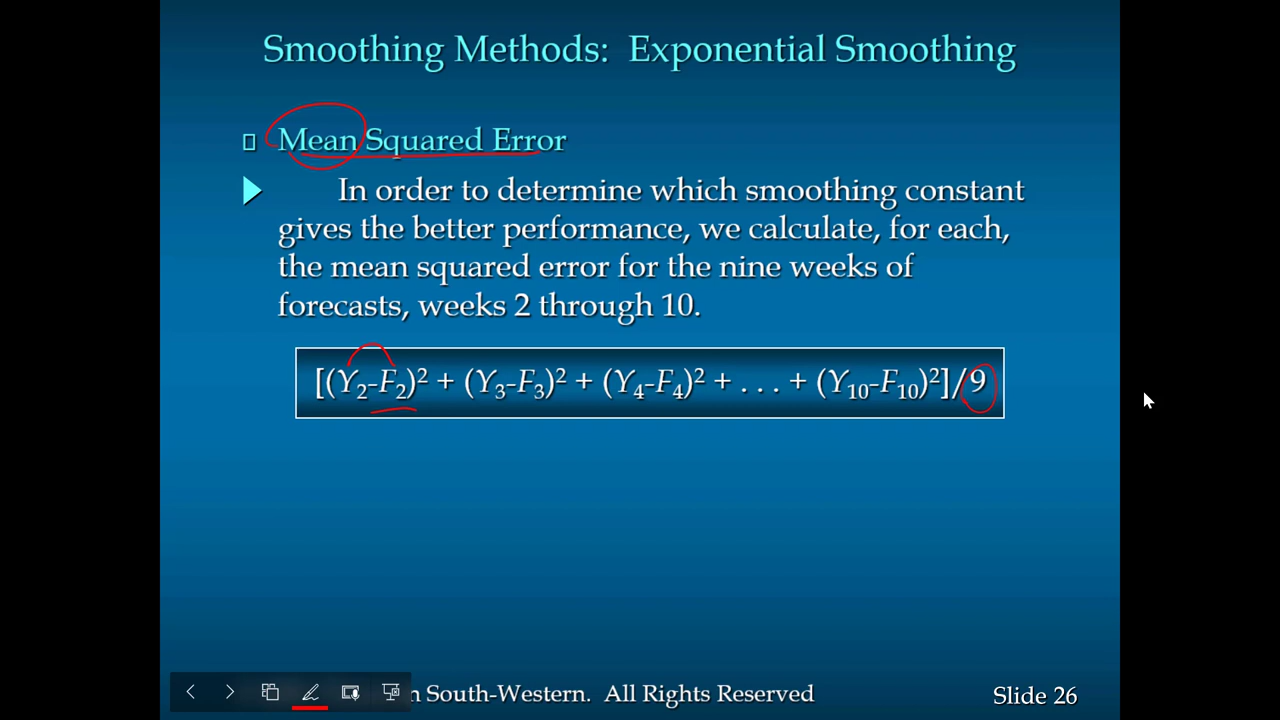 Smoothing Methods: Exponential Smoothing
Mean Squared Error
In order to determine which smoothing constant
gives the better performance, we calculate, for each,
the mean squared error for the nine weeks of
forecasts, weeks 2 through 10.
[(Y₂-F₂)² + (Y₃-F₃)² + (Y₄-F₄)² + . . . + (Y₁₀-F₁₀)²]/9
South-Western. All Rights Reserved
Slide 26